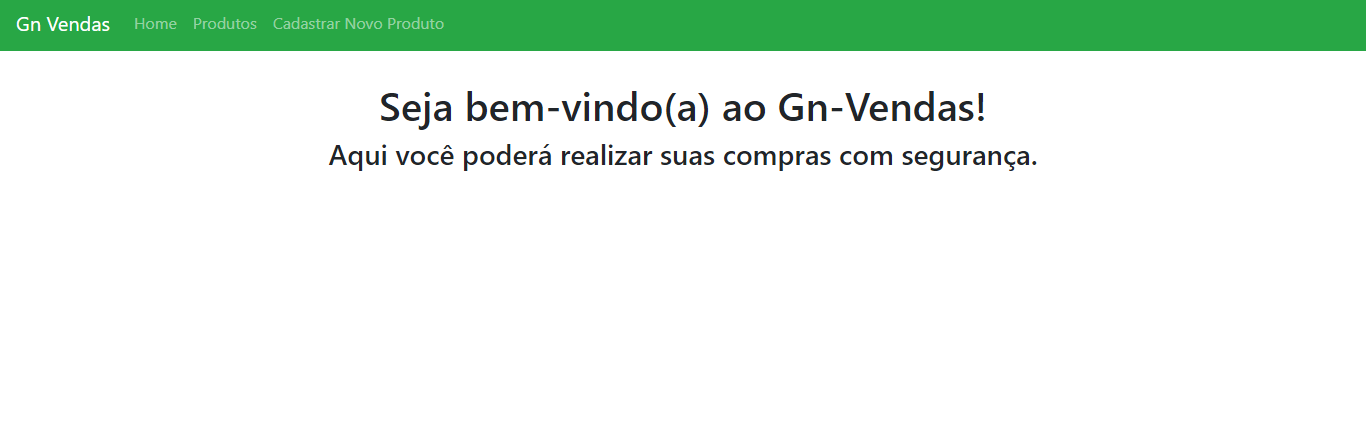 Gn Vendas Home Produtos Cadastrar Novo Produto
Seja bem-vindo(a) ao Gn-Vendas!
Aqui você poderá realizar suas compras com segurança.